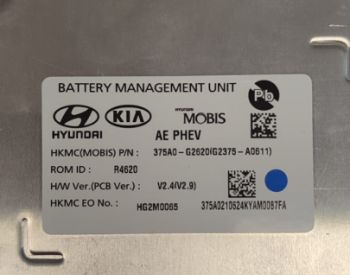 BATTERY MANAGEMENT UNIT
Pb
HYUNDAI
KIA
HYUNDAI
MOBIS
AE PHEV
HKMC(MOBIS) P/N : 375A0 - G2620(G2375 - A0611)
ROM ID : R4620
H/W Ver.(PCB Ver.) : V2.4(V2.9)
HKMC EO No. : HG2M0065
375A0210624KYAM0087FA